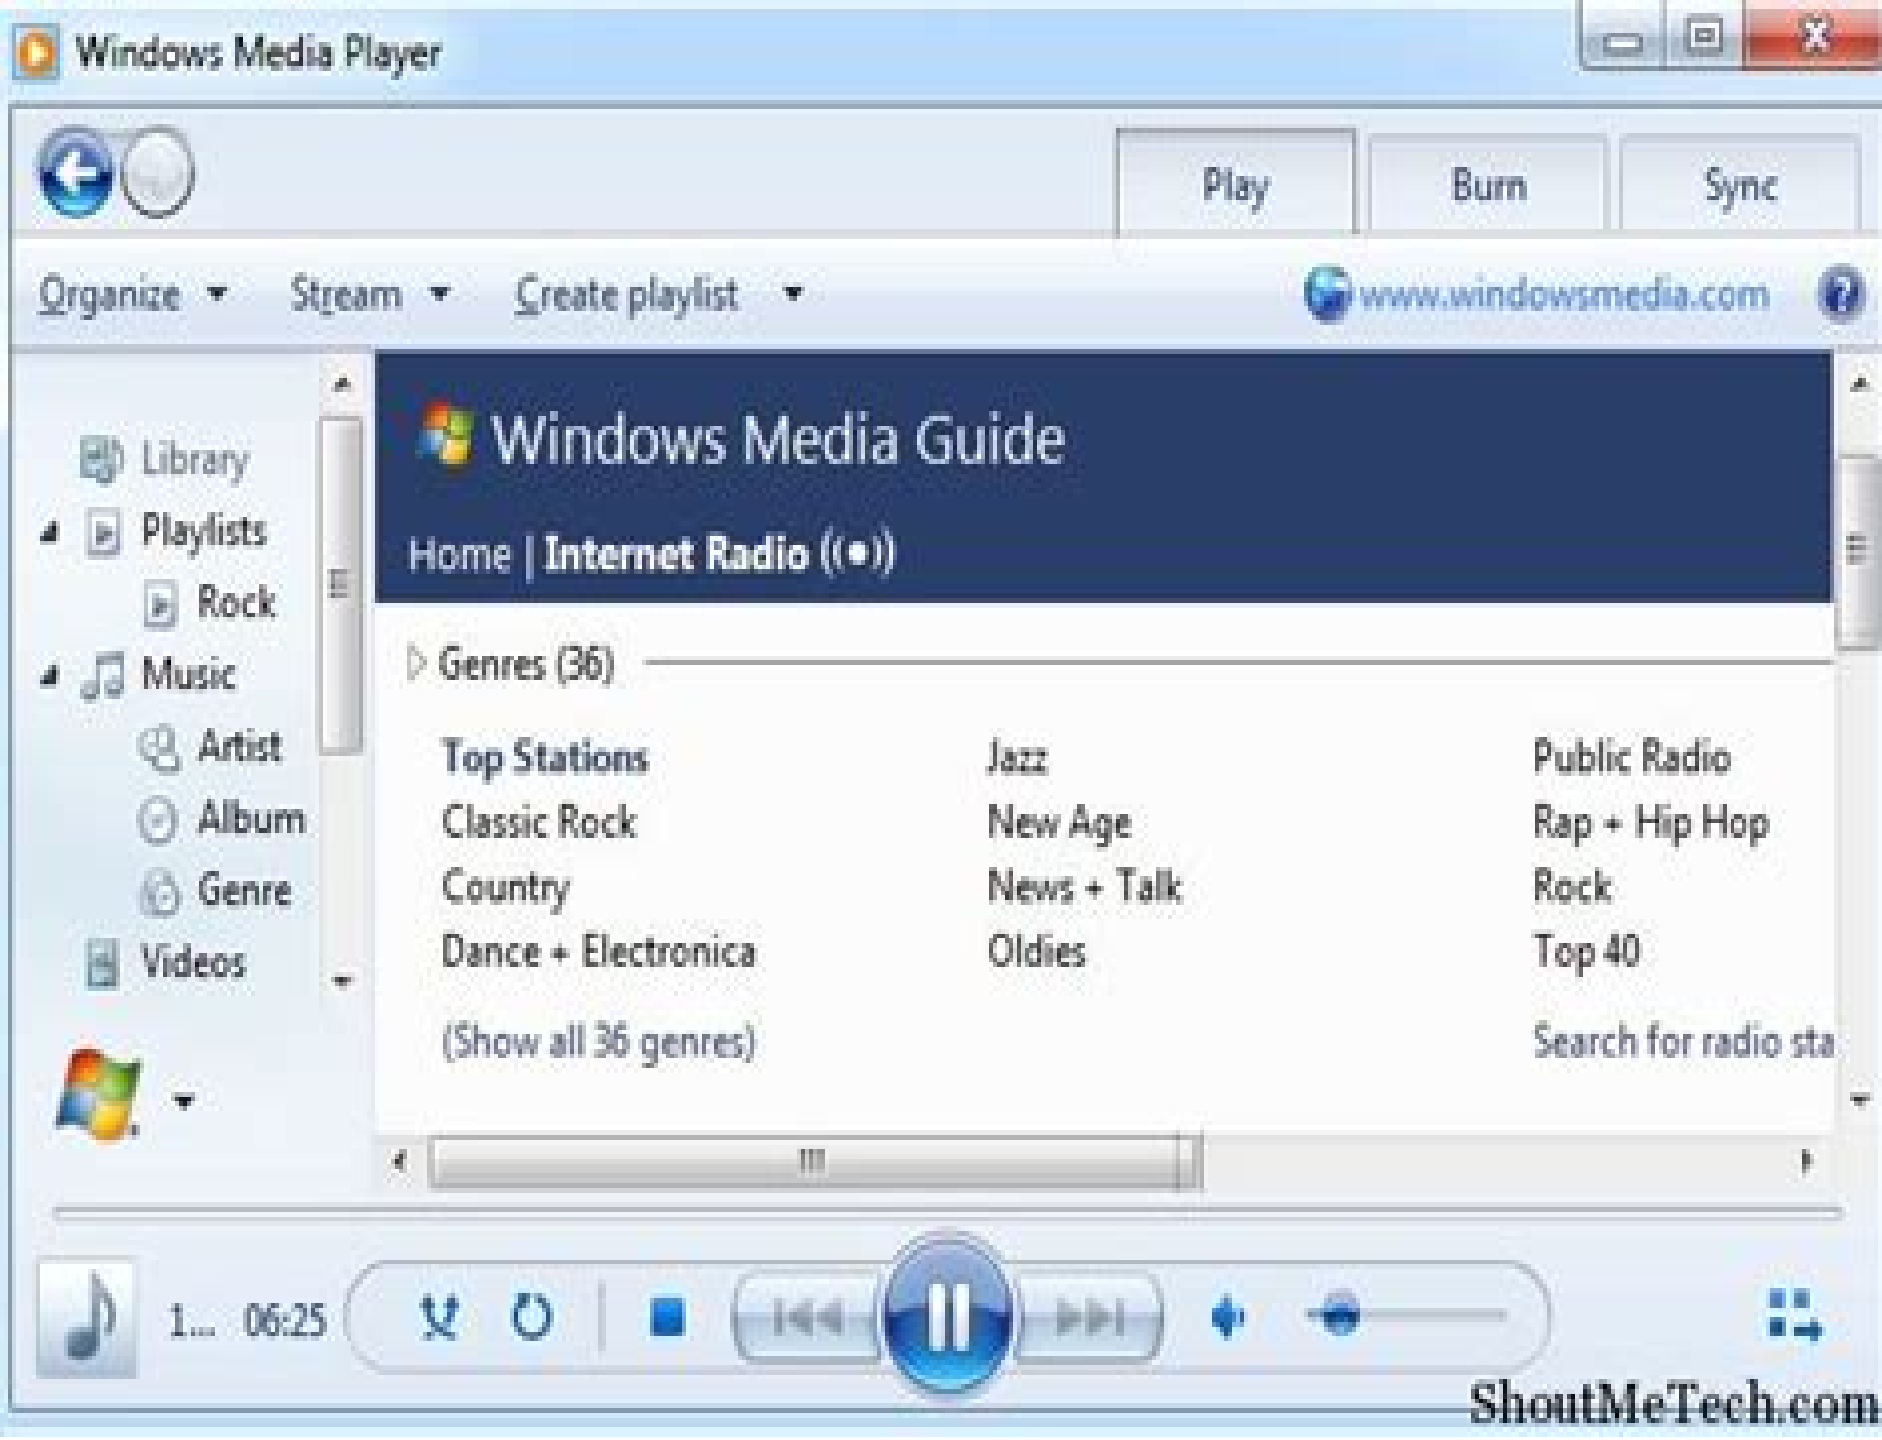 Windows Media Player
Play Burn Sync
Organize Stream Create playlist www.windowsmedia.com ?
Library
Playlists
Rock
Music
Artist
Album
Genre
Videos
Windows Media Guide
Home | Internet Radio ((•))
Genres (36)
Top Stations Jazz Public Radio
Classic Rock New Age Rap + Hip Hop
Country News + Talk Rock
Dance + Electronica Oldies Top 40
(Show all 36 genres) Search for radio sta
1... 06:25
ShoutMeTech.com